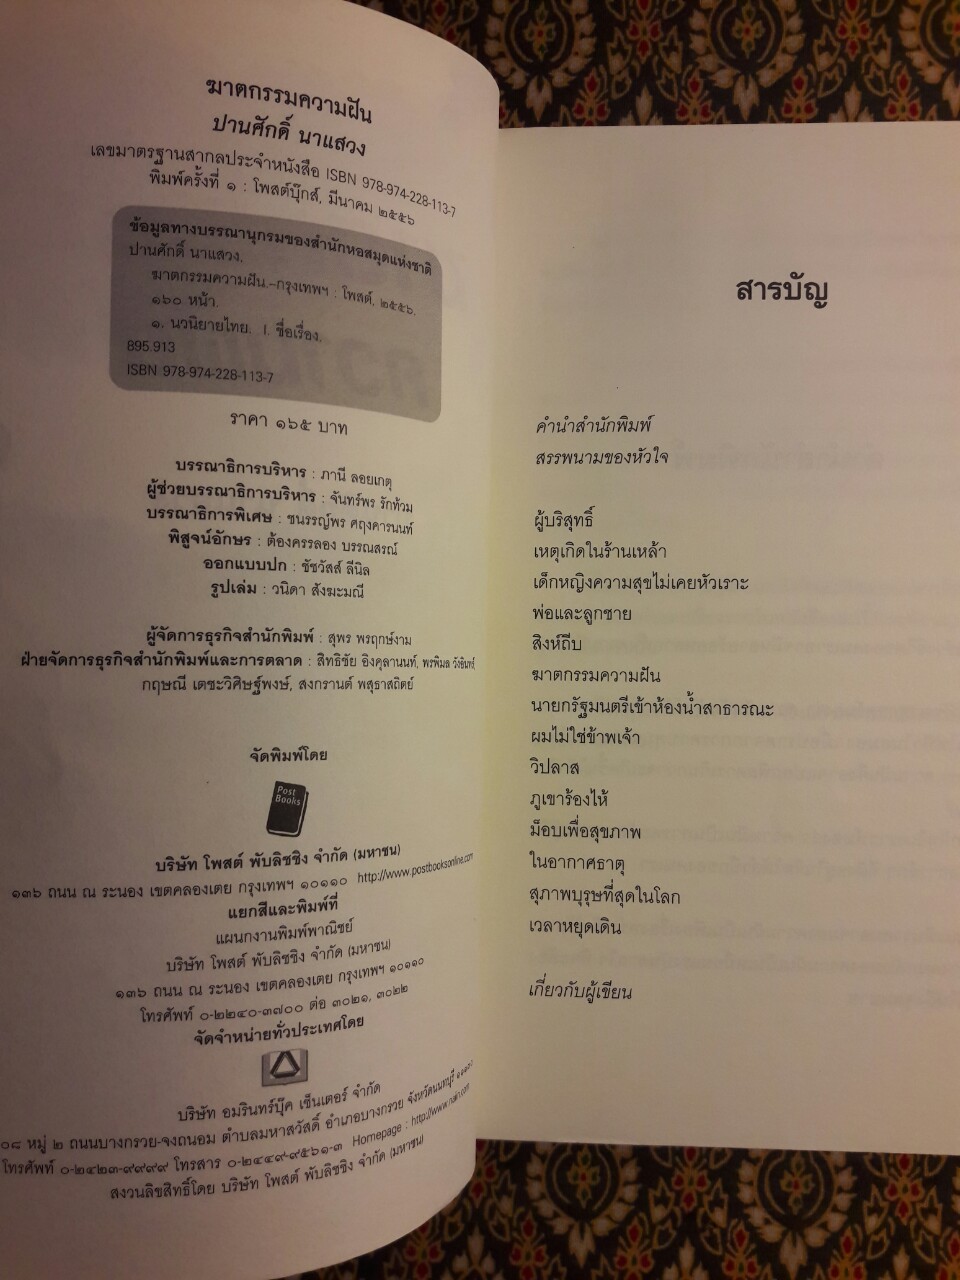 ฆาตกรรมความฝัน
ปานศักดิ์ นาแสวง
เลขมาตรฐานสากลประจำหนังสือ ISBN 978-974-228-113-7
พิมพ์ครั้งที่ ๑ : โพสต์บุ๊กส์, มีนาคม ๒๕๕๖
ข้อมูลทางบรรณานุกรมของสำนักหอสมุดแห่งชาติ
ปานศักดิ์ นาแสวง.
ฆาตกรรมความฝัน.--กรุงเทพฯ : โพสต์, ๒๕๕๖.
๑๖๐ หน้า.
๑. นวนิยายไทย. I. ชื่อเรื่อง.
895.913
ISBN 978-974-228-113-7
ราคา ๑๖๕ บาท
บรรณาธิการบริหาร : ภานี ลอยเกตุ
ผู้ช่วยบรรณาธิการบริหาร : จันทร์พร รักท้วม
บรรณาธิการพิเศษ : ชนรรญ์พร ศฤงคารนนท์
พิสูจน์อักษร : ต้องครรลอง บรรณสรณ์
ออกแบบปก : ชัชวัสส์ ลีนิล
รูปเล่ม : วนิดา สังฆะมณี
ผู้จัดการธุรกิจสำนักพิมพ์ : สุพร พรฤกษ์งาม
ฝ่ายจัดการธุรกิจสำนักพิมพ์และการตลาด : สิทธิชัย อิงคุลานนท์, พรพิมล วังอินทร์
กฤษณี เตชะวิศิษฐ์พงษ์, สงกรานต์ พสุธาสถิตย์
จัดพิมพ์โดย
Post
Books
บริษัท โพสต์ พับลิชชิง จำกัด (มหาชน)
๑๓๖ ถนน ณ ระนอง เขตคลองเตย กรุงเทพฯ ๑๐๑๑๐ http://www.postbooksonline.com
แยกสีและพิมพ์ที่
แผนกงานพิมพ์พาณิชย์
บริษัท โพสต์ พับลิชชิง จำกัด (มหาชน)
๑๓๖ ถนน ณ ระนอง เขตคลองเตย กรุงเทพฯ ๑๐๑๑๐
โทรศัพท์ ๐-๒๒๔๐-๓๗๐๐ ต่อ ๓๐๒๑, ๓๐๒๒
จัดจำหน่ายทั่วประเทศโดย
บริษัท อมรินทร์บุ๊ค เซ็นเตอร์ จำกัด
๐๘ หมู่ ๒ ถนนบางกรวย-จงถนอม ตำบลมหาสวัสดิ์ อำเภอบางกรวย จังหวัดนนทบุรี
โทรศัพท์ ๐-๒๔๒๓-๙๙๙๙ โทรสาร ๐-๒๔๔๙-๙๕๖๑-๓ Homepage : http://www.naiin.com
สงวนลิขสิทธิ์โดย บริษัท โพสต์ พับลิชชิง จำกัด (มหาชน)
สารบัญ
คำนำสำนักพิมพ์
สรรพนามของหัวใจ
ผู้บริสุทธิ์
เหตุเกิดในร้านเหล้า
เด็กหญิงความสุขไม่เคยหัวเราะ
พ่อและลูกชาย
สิงห์ถีบ
ฆาตกรรมความฝัน
นายกรัฐมนตรีเข้าห้องน้ำสาธารณะ
ผมไม่ใช่ข้าพเจ้า
วิปลาส
ภูเขาร้องไห้
ม็อบเพื่อสุขภาพ
ในอากาศธาตุ
สุภาพบุรุษที่สุดในโลก
เวลาหยุดเดิน
เกี่ยวกับผู้เขียน